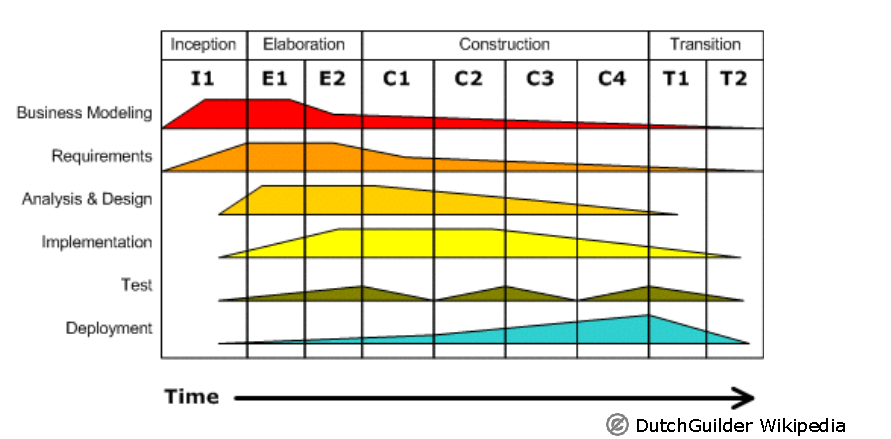 Inception Elaboration Construction Transition
I1 E1 E2 C1 C2 C3 C4 T1 T2
Business Modeling
Requirements
Analysis & Design
Implementation
Test
Deployment
Time
DutchGuilder Wikipedia